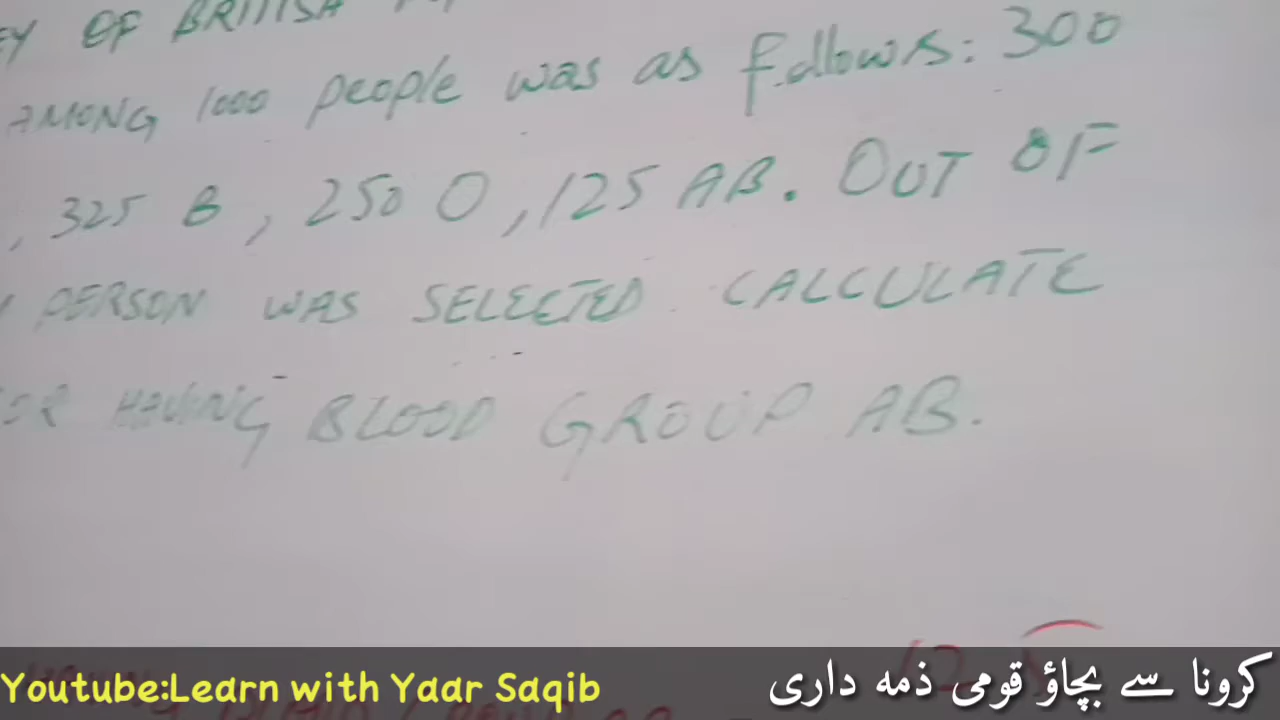 OF BRITISH
AMONG 1000 people was as follows: 300
, 325 B, 250 O, 125 AB. OUT OF
PERSON WAS SELECTED CALCULATE
HAVING BLOOD GROUP AB.
Youtube:Learn with Yaar Saqib
کرونا سے بچاؤ قومی ذمہ داری